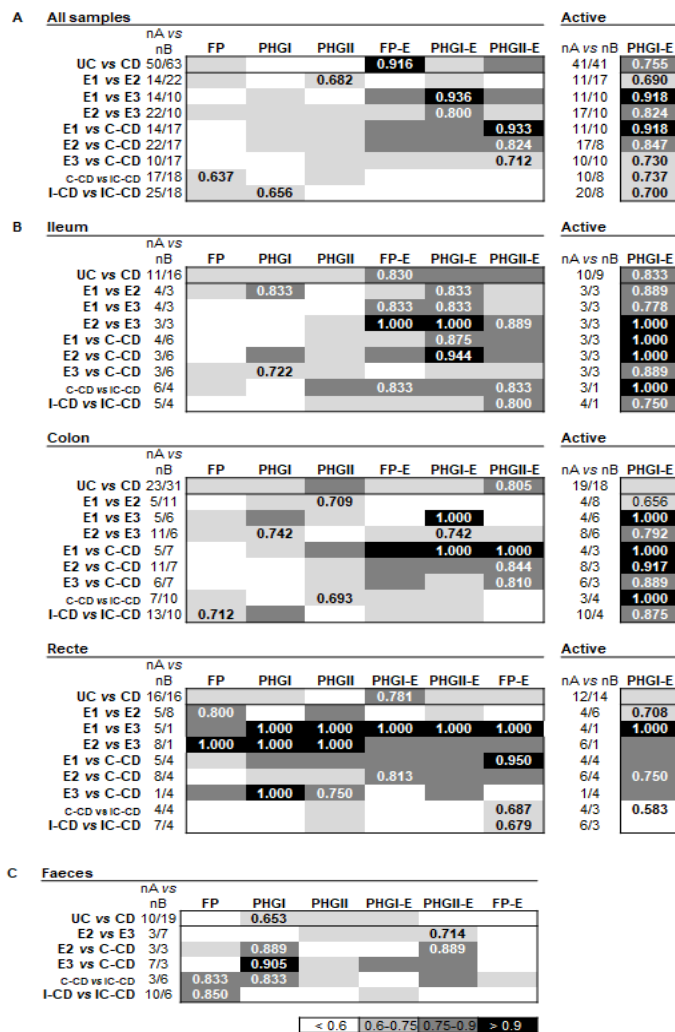 A All samples Active
nA vs
nB FP PHGI PHGII FP-E PHGI-E PHGII-E nA vs nB PHGI-E
UC vs CD 50/63 0.916 41/41 0.755
E1 vs E2 14/22 0.682 11/17 0.690
E1 vs E3 14/10 0.936 11/10 0.918
E2 vs E3 22/10 0.800 17/10 0.824
E1 vs C-CD 14/17 0.933 11/10 0.918
E2 vs C-CD 22/17 0.824 17/8 0.847
E3 vs C-CD 10/17 0.712 10/10 0.730
C-CD vs IC-CD 17/18 0.637 10/8 0.737
I-CD vs IC-CD 25/18 0.656 20/8 0.700
B Ileum Active
nA vs
nB FP PHGI PHGII FP-E PHGI-E PHGII-E nA vs nB PHGI-E
UC vs CD 11/16 0.830 10/9 0.833
E1 vs E2 4/3 0.833 0.833 3/3 0.889
E1 vs E3 4/3 0.833 0.833 3/3 0.778
E2 vs E3 3/3 1.000 1.000 0.889 3/3 1.000
E1 vs C-CD 4/6 0.875 3/3 1.000
E2 vs C-CD 3/6 0.944 3/3 1.000
E3 vs C-CD 3/6 0.722 3/3 0.889
C-CD vs IC-CD 6/4 0.833 0.833 3/1 1.000
I-CD vs IC-CD 5/4 0.800 4/1 0.750
Colon Active
nA vs
nB FP PHGI PHGII FP-E PHGI-E PHGII-E nA vs nB PHGI-E
UC vs CD 23/31 0.805 19/18
E1 vs E2 5/11 0.709 4/8 0.656
E1 vs E3 5/6 1.000 4/6 1.000
E2 vs E3 11/6 0.742 0.742 8/6 0.792
E1 vs C-CD 5/7 1.000 1.000 4/3 1.000
E2 vs C-CD 11/7 0.844 8/3 0.917
E3 vs C-CD 6/7 0.810 6/3 0.889
C-CD vs IC-CD 7/10 0.693 3/4 1.000
I-CD vs IC-CD 13/10 0.712 10/4 0.875
Recte Active
nA vs
nB FP PHGI PHGII PHGI-E PHGII-E FP-E nA vs nB PHGI-E
UC vs CD 16/16 0.781 12/14
E1 vs E2 5/8 0.800 4/6 0.708
E1 vs E3 5/1 1.000 1.000 1.000 1.000 1.000 4/1 1.000
E2 vs E3 8/1 1.000 1.000 1.000 6/1
E1 vs C-CD 5/4 0.950 4/4
E2 vs C-CD 8/4 0.813 6/4 0.750
E3 vs C-CD 1/4 1.000 0.750 1/4
C-CD vs IC-CD 4/4 0.687 4/3 0.583
I-CD vs IC-CD 7/4 0.679 6/3
C Faeces
nA vs
nB FP PHGI PHGII PHGI-E PHGII-E FP-E
UC vs CD 10/19 0.653
E2 vs E3 3/7 0.714
E2 vs C-CD 3/3 0.889 0.889
E3 vs C-CD 7/3 0.905
C-CD vs IC-CD 3/6 0.833 0.833
I-CD vs IC-CD 10/6 0.850
< 0.6 0.6-0.75 0.75-0.9 > 0.9